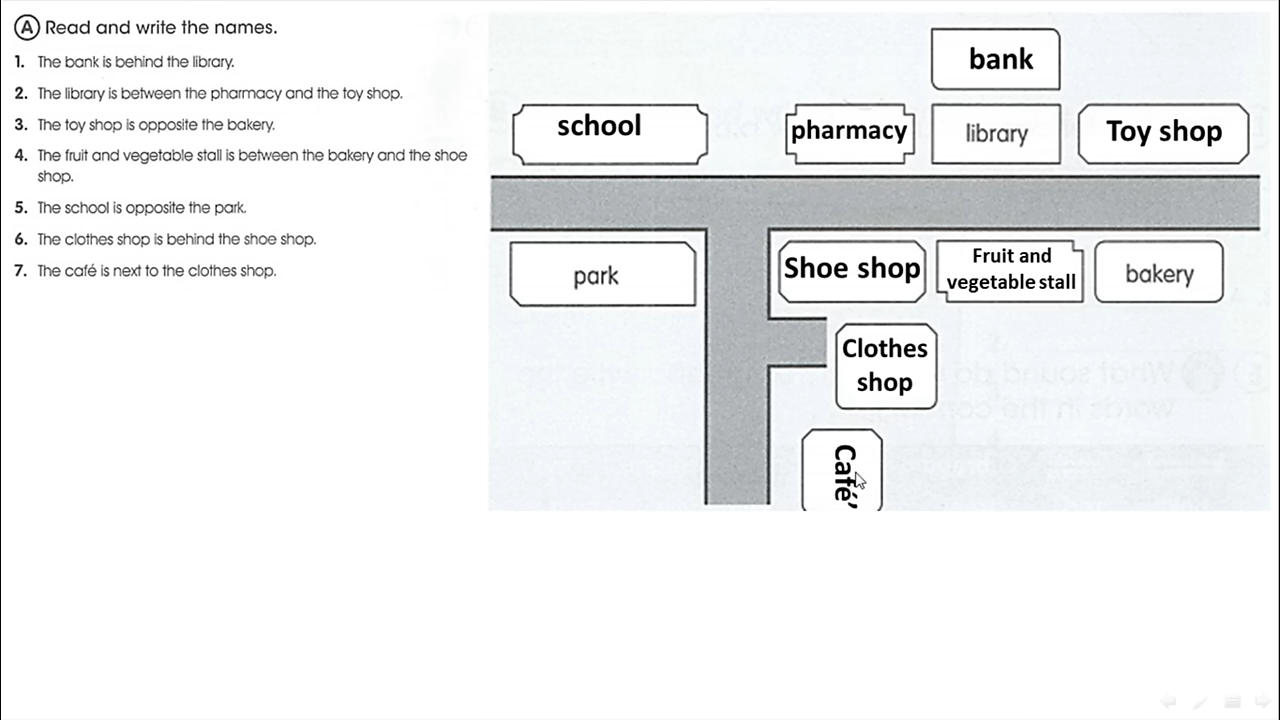 A Read and write the names.
1. The bank is behind the library.
2. The library is between the pharmacy and the toy shop.
3. The toy shop is opposite the bakery.
4. The fruit and vegetable stall is between the bakery and the shoe
shop.
5. The school is opposite the park.
6. The clothes shop is behind the shoe shop.
7. The café is next to the clothes shop.
bank
school
pharmacy
library
Toy shop
park
Shoe shop
Fruit and
vegetable stall
bakery
Clothes
shop
Café’